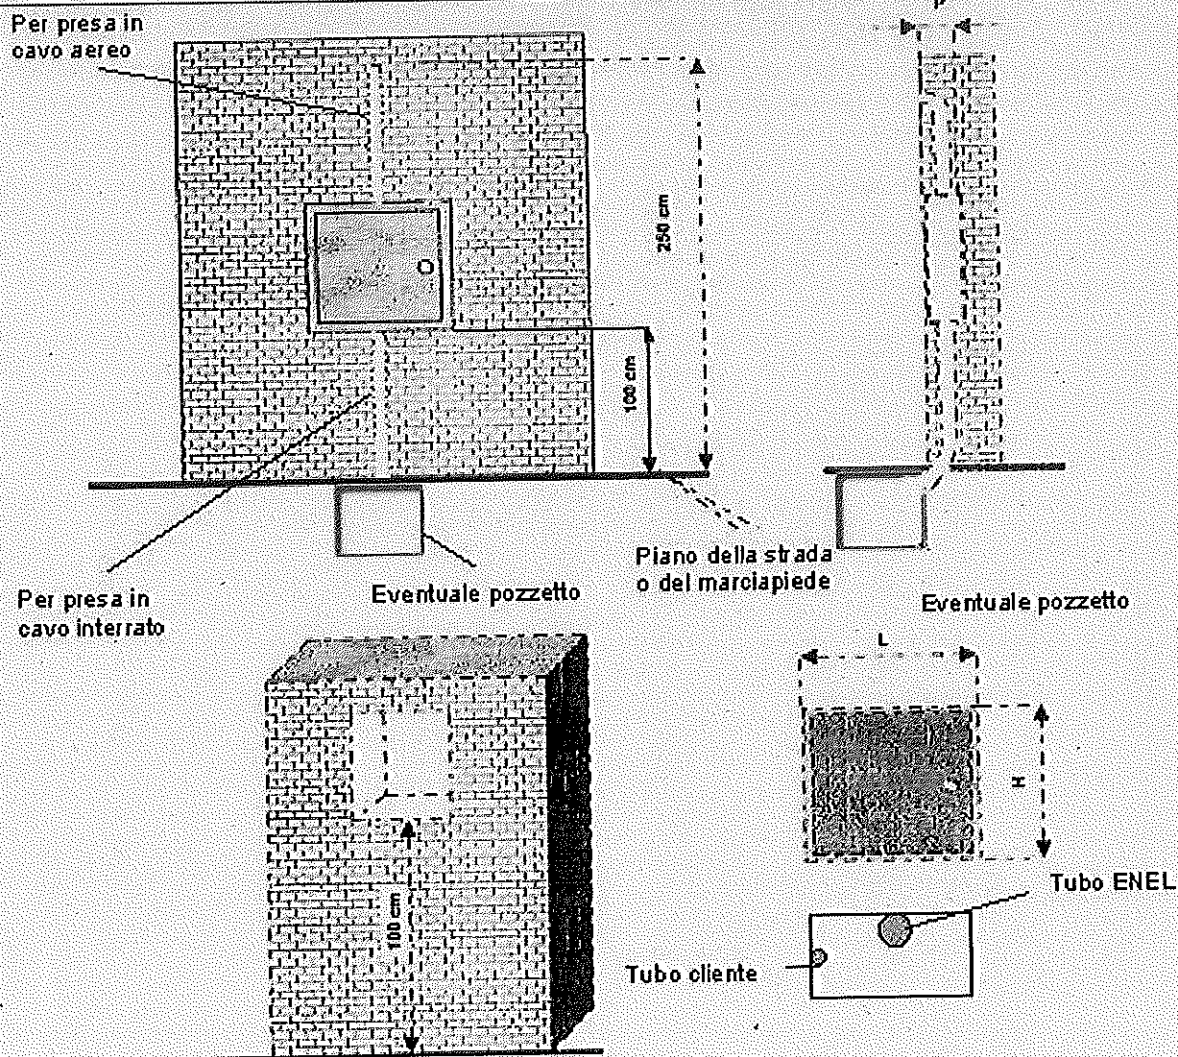 Per presa in
cavo aereo
P
250 cm
100 cm
Piano della strada
o del marciapiede
Per presa in
cavo interrato
Eventuale pozzetto
Eventuale pozzetto
L
H
100 cm
Tubo ENEL
Tubo cliente